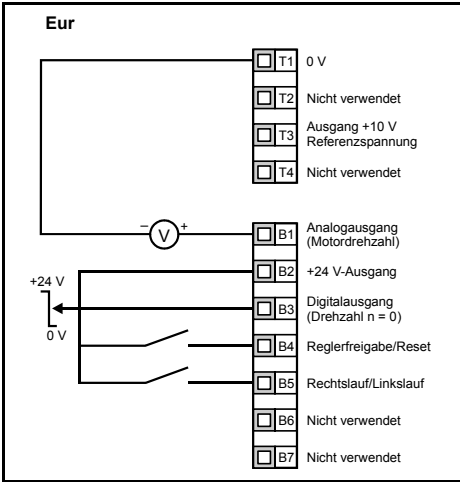 Eur
T1 0 V
T2 Nicht verwendet
T3 Ausgang +10 V
Referenzspannung
T4 Nicht verwendet
– V +
B1 Analogausgang
(Motordrehzahl)
B2 +24 V-Ausgang
+24 V
B3 Digitalausgang
(Drehzahl n = 0)
0 V
B4 Reglerfreigabe/Reset
B5 Rechtslauf/Linkslauf
B6 Nicht verwendet
B7 Nicht verwendet